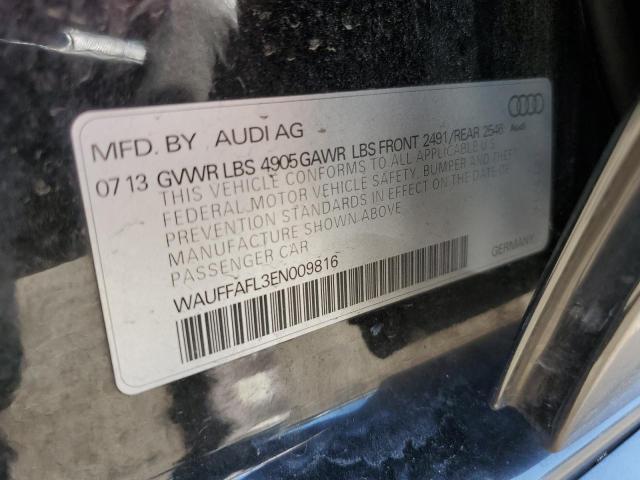 MFD. BY AUDI AG
07 13 GVWR LBS 4905 GAWR LBS FRONT 2491/REAR 2546
Audi
THIS VEHICLE CONFORMS TO ALL APPLICABLE U.S.
FEDERAL MOTOR VEHICLE SAFETY, BUMPER AND THEFT
PREVENTION STANDARDS IN EFFECT ON THE DATE OF
MANUFACTURE SHOWN ABOVE.
PASSENGER CAR
GERMANY
WAUFFAFL3EN009816